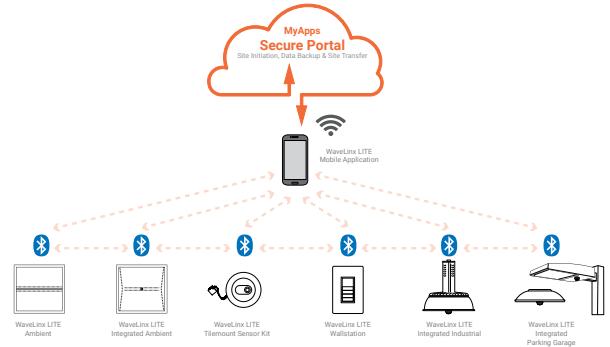 MyApps
Secure Portal
Site Initiation, Data Backup & Site Transfer
WaveLinx LITE
Mobile Application
WaveLinx LITE
Ambient
WaveLinx LITE
Integrated Ambient
WaveLinx LITE
Tilemount Sensor Kit
WaveLinx LITE
Wallstation
WaveLinx LITE
Integrated Industrial
WaveLinx LITE
Integrated
Parking Garage